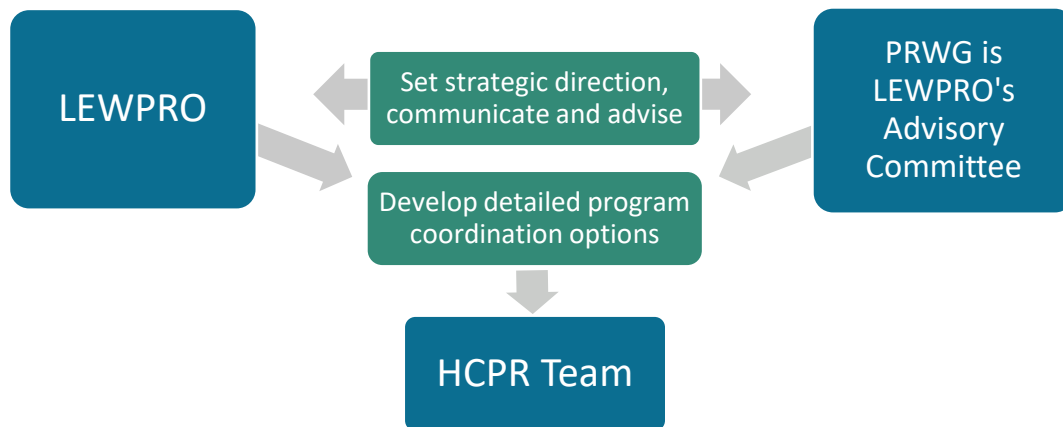 LEWPRO
Set strategic direction,
communicate and advise
PRWG is
LEWPRO's
Advisory
Committee
Develop detailed program
coordination options
HCPR Team